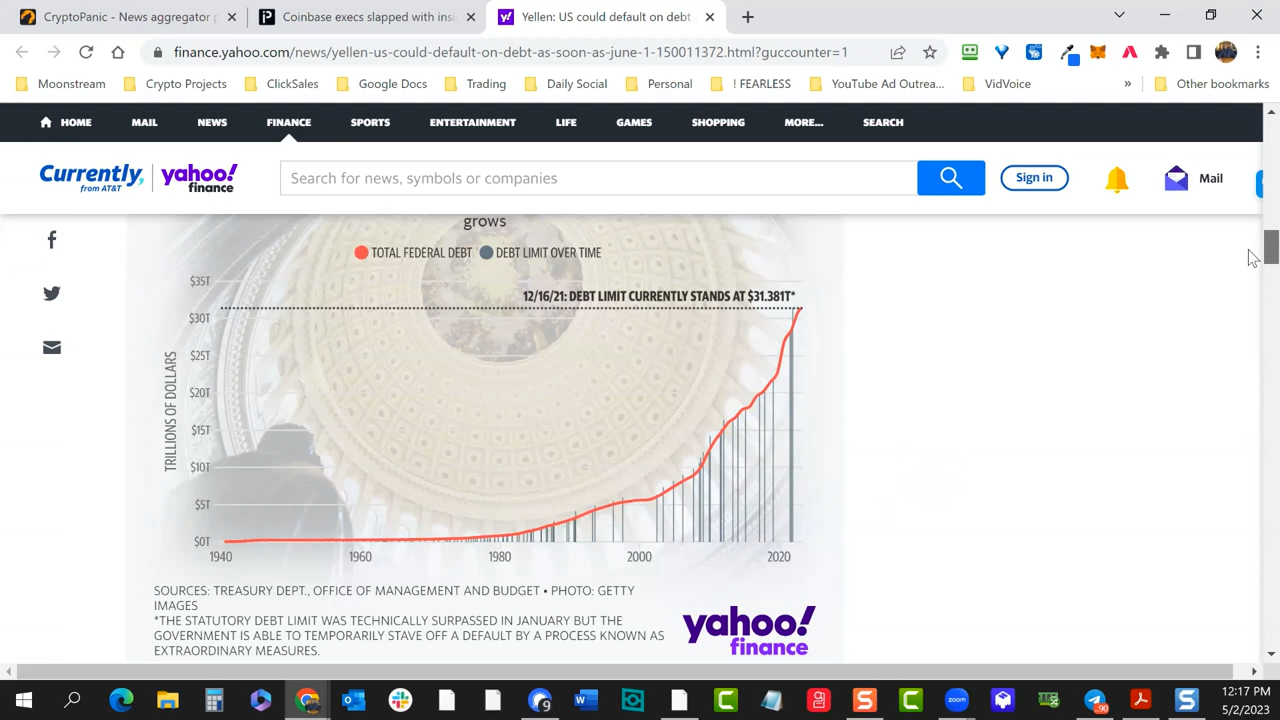 CryptoPanic - News aggregator p
Coinbase execs slapped with insi
Yellen: US could default on debt
finance.yahoo.com/news/yellen-us-could-default-on-debt-as-soon-as-june-1-150011372.html?guccounter=1
Moonstream
Crypto Projects
ClickSales
Google Docs
Trading
Daily Social
Personal
! FEARLESS
YouTube Ad Outrea...
VidVoice
»
Other bookmarks
HOME
MAIL
NEWS
FINANCE
SPORTS
ENTERTAINMENT
LIFE
GAMES
SHOPPING
MORE...
SEARCH
Currently,
from AT&T
yahoo!
finance
Search for news, symbols or companies
Sign in
Mail
grows
TOTAL FEDERAL DEBT
DEBT LIMIT OVER TIME
12/16/21: DEBT LIMIT CURRENTLY STANDS AT $31.381T*
TRILLIONS OF DOLLARS
$35T
$30T
$25T
$20T
$15T
$10T
$5T
$0T
1940
1960
1980
2000
2020
SOURCES: TREASURY DEPT., OFFICE OF MANAGEMENT AND BUDGET • PHOTO: GETTY
IMAGES
*THE STATUTORY DEBT LIMIT WAS TECHNICALLY SURPASSED IN JANUARY BUT THE
GOVERNMENT IS ABLE TO TEMPORARILY STAVE OFF A DEFAULT BY A PROCESS KNOWN AS
EXTRAORDINARY MEASURES.
yahoo!
finance
zoom
90
12:17 PM
5/2/2023